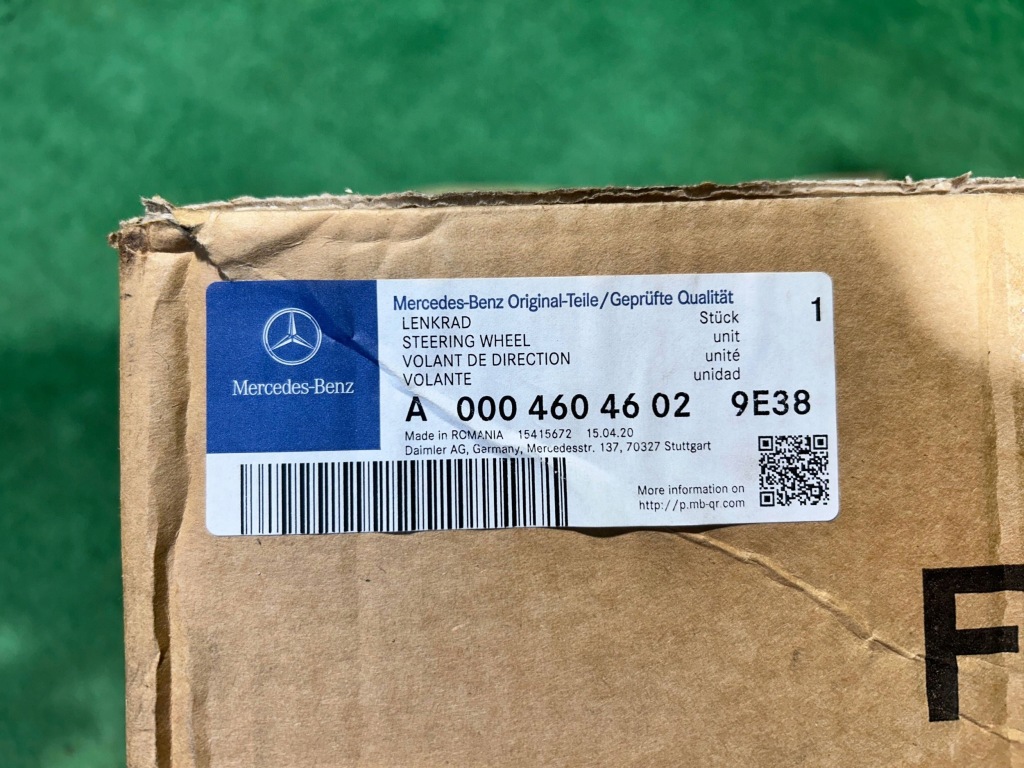 Mercedes-Benz
Mercedes-Benz Original-Teile/Geprüfte Qualität
1
LENKRAD Stück
STEERING WHEEL unit
VOLANT DE DIRECTION unité
VOLANTE unidad
A 000 460 46 02 9E38
Made in ROMANIA 15415672 15.04.20
Daimler AG, Germany, Mercedesstr. 137, 70327 Stuttgart
More information on
http://p.mb-qr.com
F